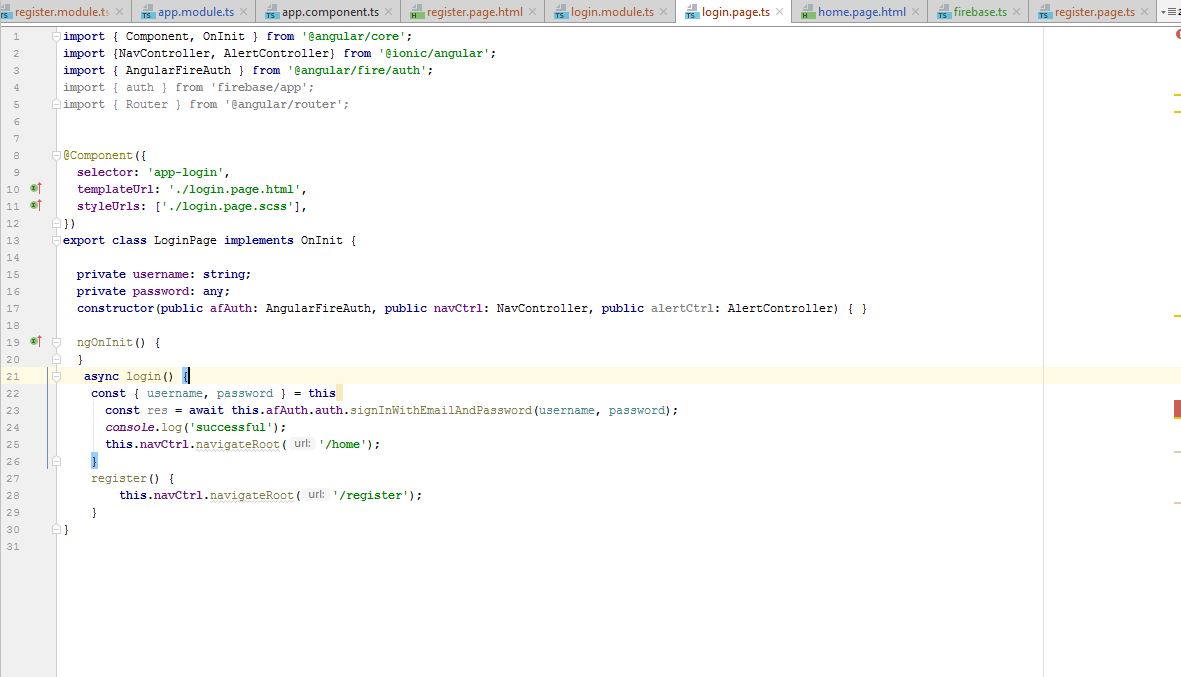 register.module.ts app.module.ts app.component.ts register.page.html login.module.ts login.page.ts home.page.html firebase.ts register.page.ts
1 import { Component, OnInit } from '@angular/core';
2 import {NavController, AlertController} from '@ionic/angular';
3 import { AngularFireAuth } from '@angular/fire/auth';
4 import { auth } from 'firebase/app';
5 import { Router } from '@angular/router';
6
7
8 @Component({
9 selector: 'app-login',
10 templateUrl: './login.page.html',
11 styleUrls: ['./login.page.scss'],
12 })
13 export class LoginPage implements OnInit {
14
15 private username: string;
16 private password: any;
17 constructor(public afAuth: AngularFireAuth, public navCtrl: NavController, public alertCtrl: AlertController) { }
18
19 ngOnInit() {
20 }
21 async login() {
22 const { username, password } = this
23 const res = await this.afAuth.auth.signInWithEmailAndPassword(username, password);
24 console.log('successful');
25 this.navCtrl.navigateRoot( url: '/home');
26 }
27 register() {
28 this.navCtrl.navigateRoot( url: '/register');
29 }
30 }
31